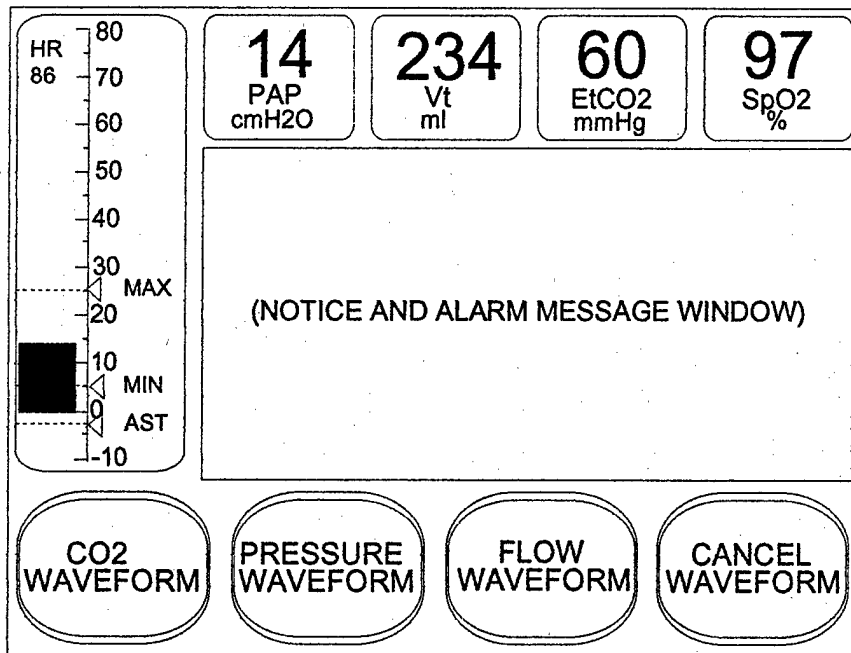 HR
86
80
70
60
50
40
30
20
10
0
-10
MAX
MIN
AST
14
PAP
cmH2O
234
Vt
ml
60
EtCO2
mmHg
97
SpO2
%
(NOTICE AND ALARM MESSAGE WINDOW)
CO2
WAVEFORM
PRESSURE
WAVEFORM
FLOW
WAVEFORM
CANCEL
WAVEFORM